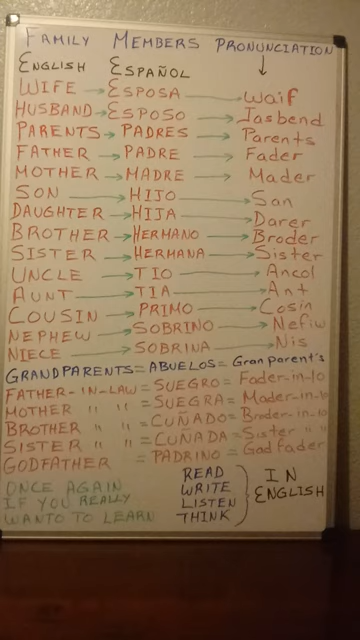 FAMILY MEMBERS PRONUNCIATION ↓
ENGLISH ESPAÑOL
WIFE → ESPOSA → Waif
HUSBAND → ESPOSO → Jasbend
PARENTS → PADRES → Parents
FATHER → PADRE → Fader
MOTHER → MADRE → Mader
SON → HIJO → San
DAUGHTER → HIJA → Darer
BROTHER → HERMANO → Broder
SISTER → HERMANA → Sister
UNCLE → TIO → Ancol
AUNT → TIA → Ant
COUSIN → PRIMO → Cosin
NEPHEW → SOBRINO → Nefiw
NIECE → SOBRINA → Nis
GRANDPARENTS = ABUELOS = Granparent's
FATHER-IN-LAW = SUEGRO = Fader-in-lo
MOTHER " " = SUEGRA = Mader-in-lo
BROTHER " " = CUÑADO = Broder-in-lo
SISTER " " = CUÑADA = Sister " "
GODFATHER = PADRINO = Godfader
ONCE AGAIN
IF YOU REALLY
WANTO TO LEARN
READ
WRITE
LISTEN
THINK
IN
ENGLISH